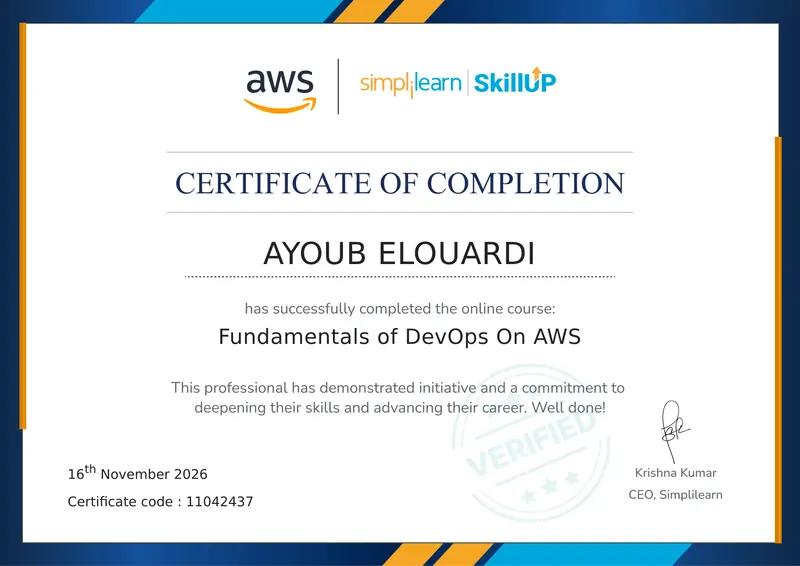 aws
simplilearn | SkillUP
CERTIFICATE OF COMPLETION
AYOUB ELOUARDI
has successfully completed the online course:
Fundamentals of DevOps On AWS
This professional has demonstrated initiative and a commitment to
deepening their skills and advancing their career. Well done!
VERIFIED
16th November 2026
Certificate code : 11042437
Krishna Kumar
CEO, Simplilearn